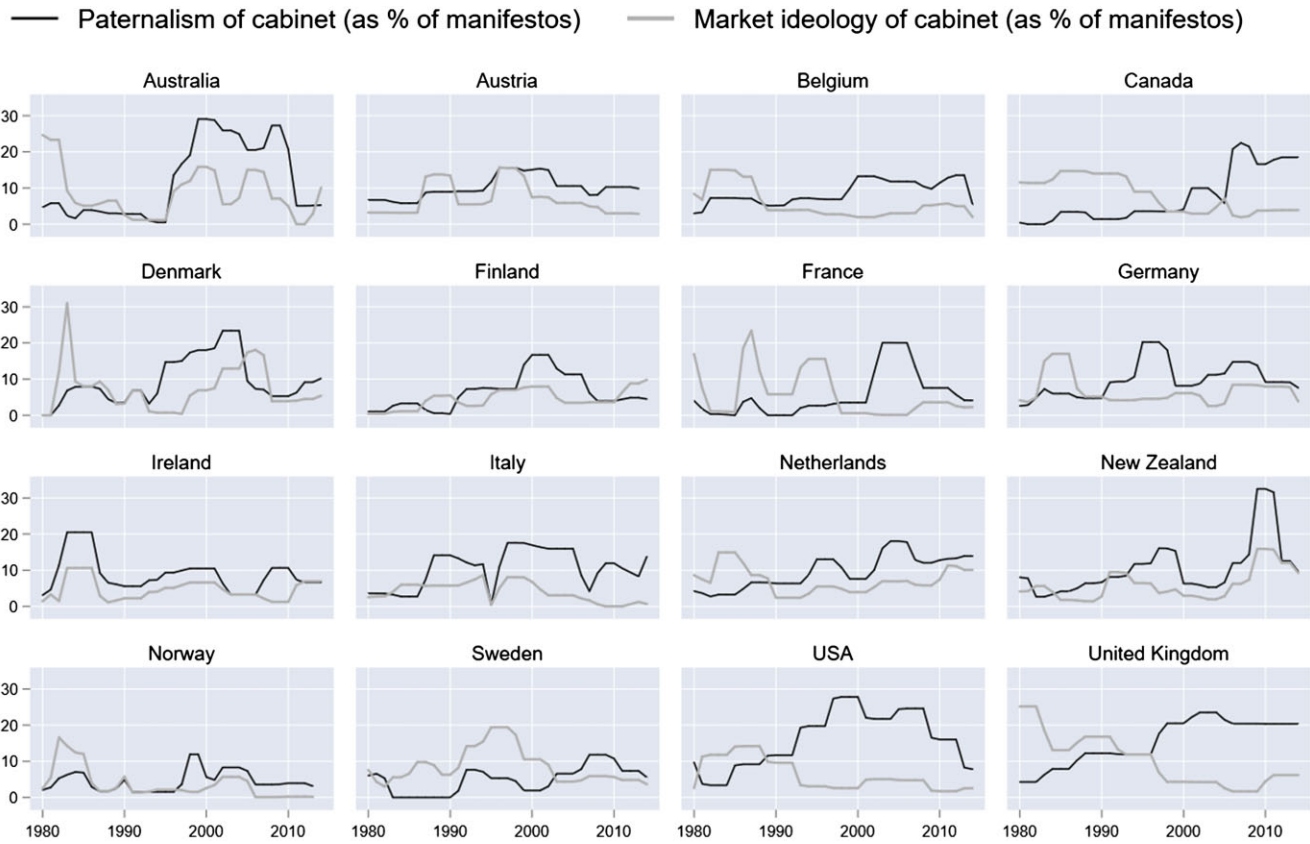 Paternalism of cabinet (as % of manifestos) Market ideology of cabinet (as % of manifestos)
Australia Austria Belgium Canada
30
20
10
0
Denmark Finland France Germany
30
20
10
0
Ireland Italy Netherlands New Zealand
30
20
10
0
Norway Sweden USA United Kingdom
30
20
10
0
1980 1990 2000 2010 1980 1990 2000 2010 1980 1990 2000 2010 1980 1990 2000 2010